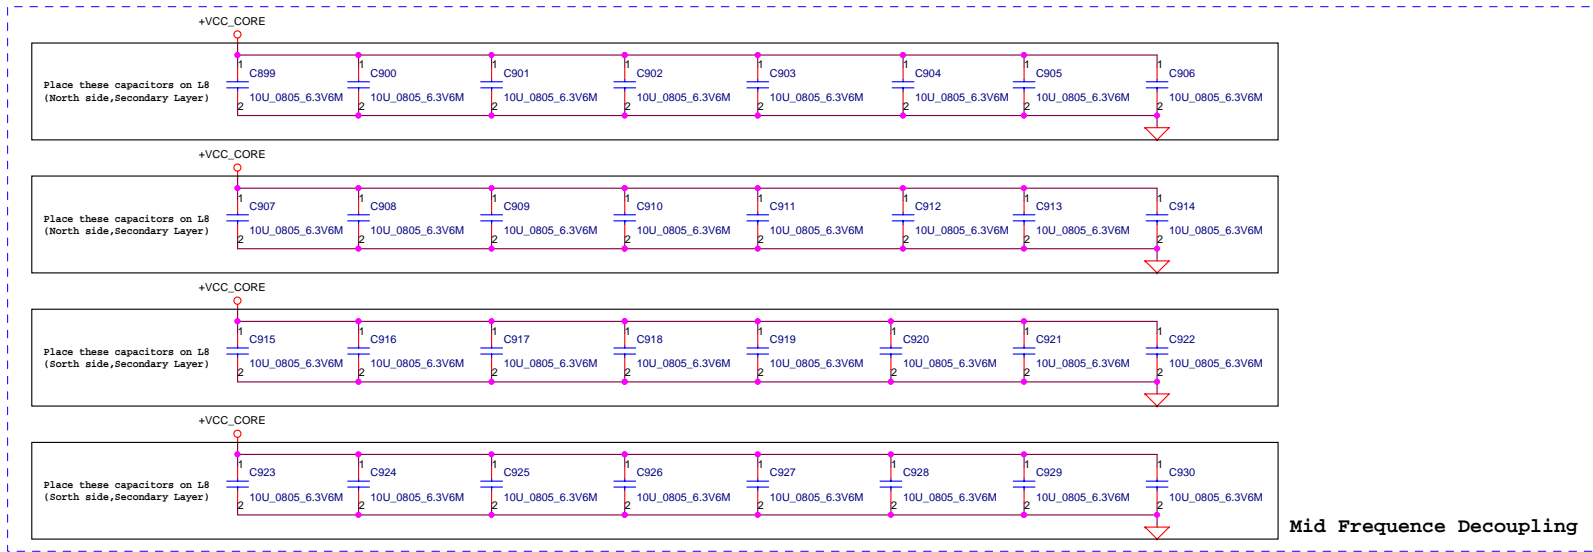 +VCC_CORE
1 1 1 1 1 1 1 1
C899 C900 C901 C902 C903 C904 C905 C906
Place these capacitors on L8
(North side,Secondary Layer)
10U_0805_6.3V6M 10U_0805_6.3V6M 10U_0805_6.3V6M 10U_0805_6.3V6M 10U_0805_6.3V6M 10U_0805_6.3V6M 10U_0805_6.3V6M 10U_0805_6.3V6M
2 2 2 2 2 2 2 2
+VCC_CORE
1 1 1 1 1 1 1 1
C907 C908 C909 C910 C911 C912 C913 C914
Place these capacitors on L8
(North side,Secondary Layer)
10U_0805_6.3V6M 10U_0805_6.3V6M 10U_0805_6.3V6M 10U_0805_6.3V6M 10U_0805_6.3V6M 10U_0805_6.3V6M 10U_0805_6.3V6M 10U_0805_6.3V6M
2 2 2 2 2 2 2 2
+VCC_CORE
1 1 1 1 1 1 1 1
C915 C916 C917 C918 C919 C920 C921 C922
Place these capacitors on L8
(Sorth side,Secondary Layer)
10U_0805_6.3V6M 10U_0805_6.3V6M 10U_0805_6.3V6M 10U_0805_6.3V6M 10U_0805_6.3V6M 10U_0805_6.3V6M 10U_0805_6.3V6M 10U_0805_6.3V6M
2 2 2 2 2 2 2 2
+VCC_CORE
1 1 1 1 1 1 1 1
C923 C924 C925 C926 C927 C928 C929 C930
Place these capacitors on L8
(Sorth side,Secondary Layer)
10U_0805_6.3V6M 10U_0805_6.3V6M 10U_0805_6.3V6M 10U_0805_6.3V6M 10U_0805_6.3V6M 10U_0805_6.3V6M 10U_0805_6.3V6M 10U_0805_6.3V6M
2 2 2 2 2 2 2 2
Mid Frequence Decoupling